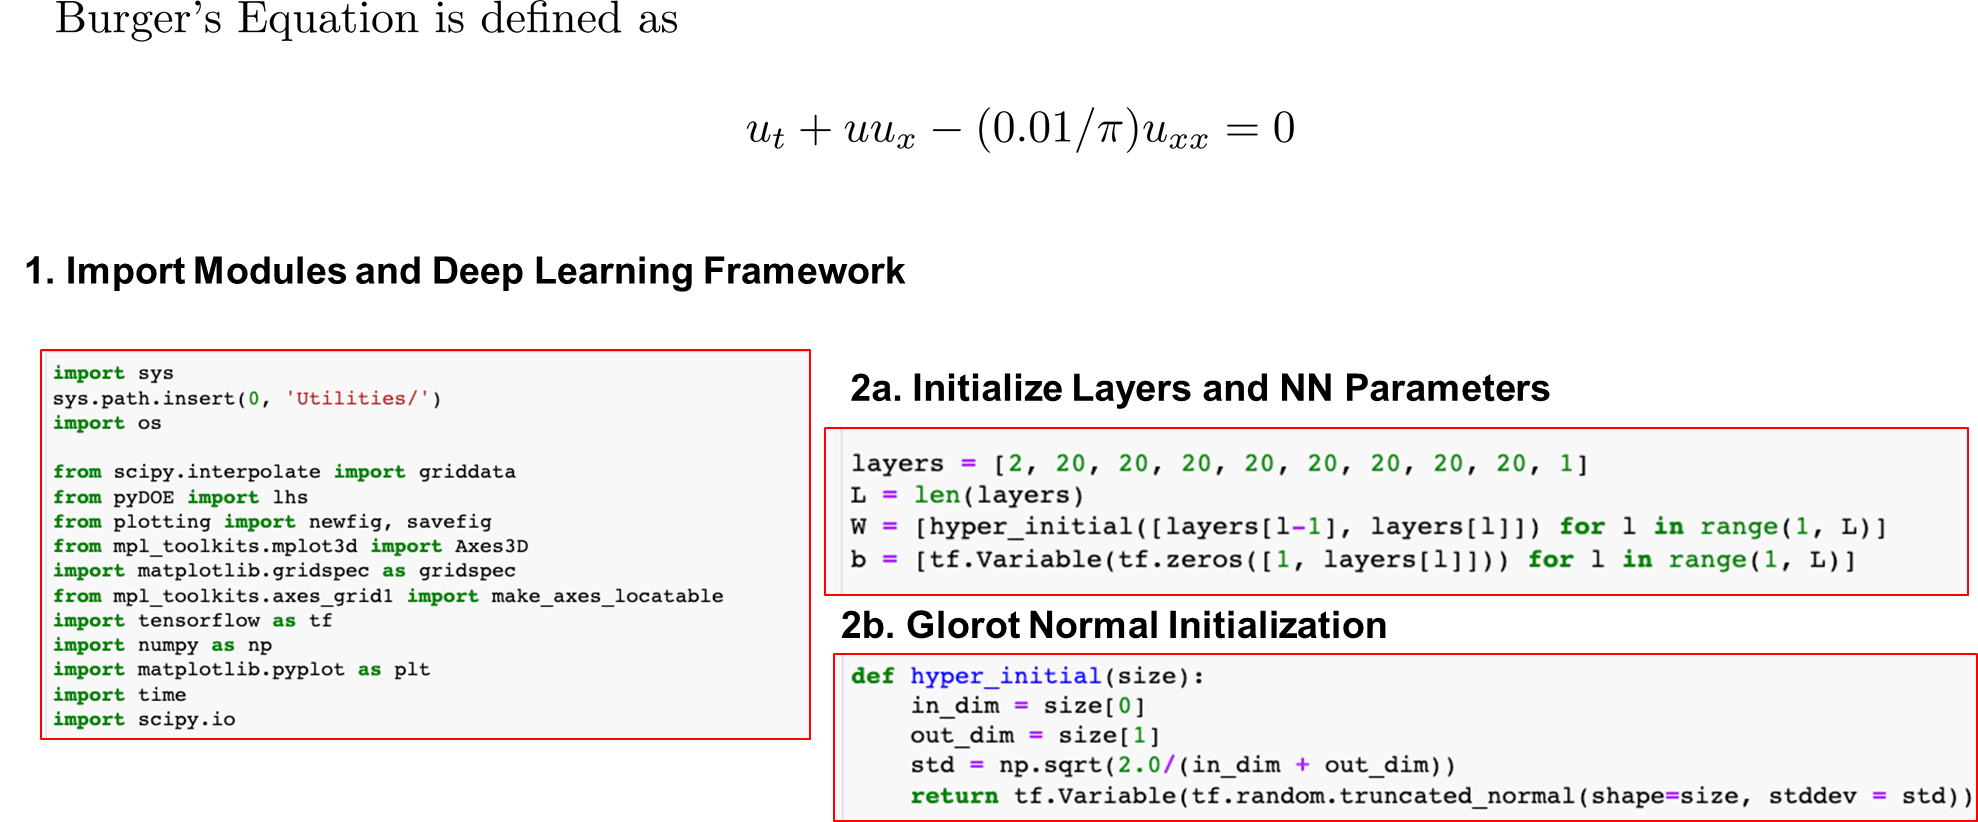 Burger's Equation is defined as
u_t + uu_x − (0.01/π)u_xx = 0
1. Import Modules and Deep Learning Framework
import sys
sys.path.insert(0, 'Utilities/')
import os
from scipy.interpolate import griddata
from pyDOE import lhs
from plotting import newfig, savefig
from mpl_toolkits.mplot3d import Axes3D
import matplotlib.gridspec as gridspec
from mpl_toolkits.axes_grid1 import make_axes_locatable
import tensorflow as tf
import numpy as np
import matplotlib.pyplot as plt
import time
import scipy.io
2a. Initialize Layers and NN Parameters
layers = [2, 20, 20, 20, 20, 20, 20, 20, 20, 1]
L = len(layers)
W = [hyper_initial([layers[l-1], layers[l]]) for l in range(1, L)]
b = [tf.Variable(tf.zeros([1, layers[l]])) for l in range(1, L)]
2b. Glorot Normal Initialization
def hyper_initial(size):
    in_dim = size[0]
    out_dim = size[1]
    std = np.sqrt(2.0/(in_dim + out_dim))
    return tf.Variable(tf.random.truncated_normal(shape=size, stddev = std))